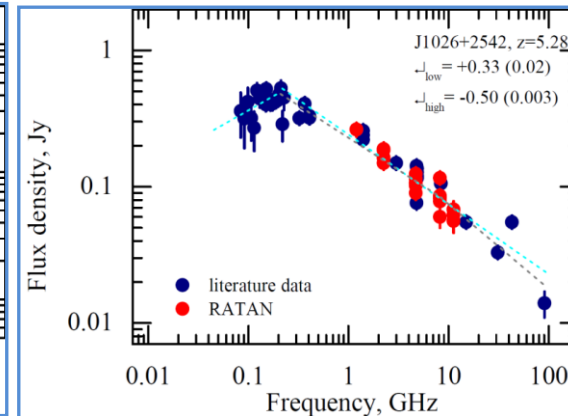 J1026+2542, z=5.28
low = +0.33 (0.02)
high = -0.50 (0.003)
Flux density, Jy
1
0.1
0.01
literature data
RATAN
0.01 0.1 1 10 100
Frequency, GHz